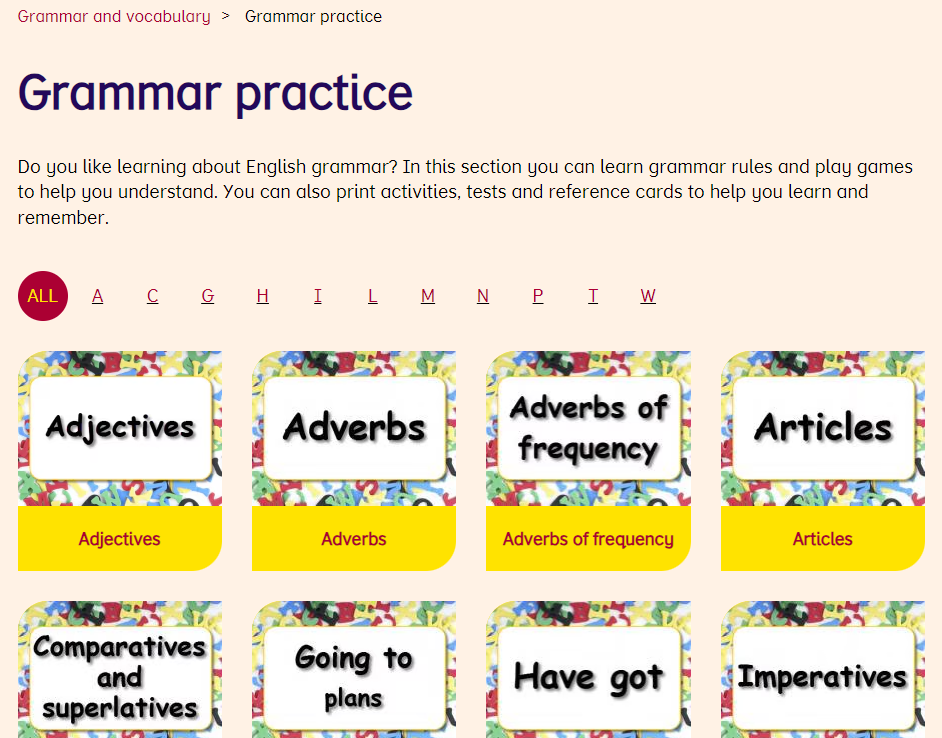 Grammar and vocabulary > Grammar practice
Grammar practice
Do you like learning about English grammar? In this section you can learn grammar rules and play games
to help you understand. You can also print activities, tests and reference cards to help you learn and
remember.
ALL A C G H I L M N P T W
Adjectives
Adverbs
Adverbs of
frequency
Articles
Adjectives
Adverbs
Adverbs of frequency
Articles
Comparatives
and
superlatives
Going to
plans
Have got
Imperatives